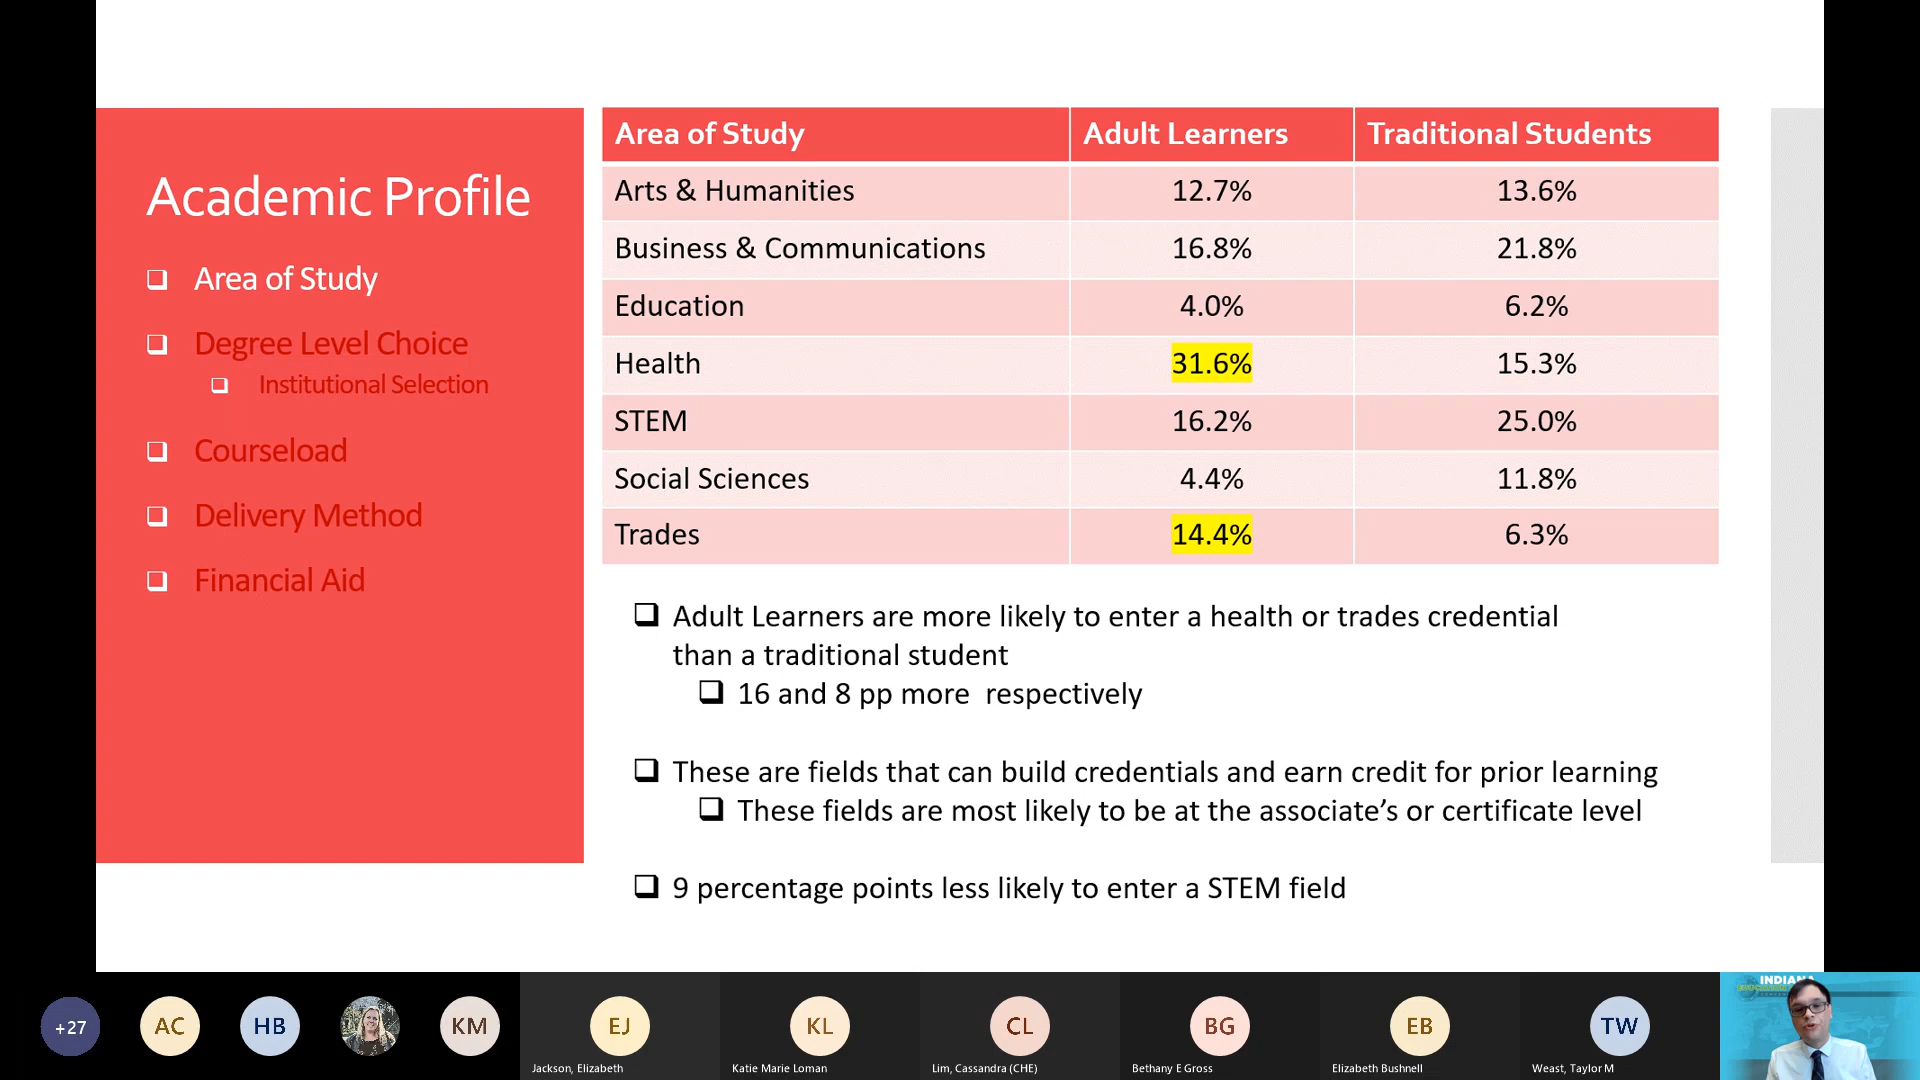 Academic Profile
Area of Study
Degree Level Choice
Institutional Selection
Courseload
Delivery Method
Financial Aid
Area of Study Adult Learners Traditional Students
Arts & Humanities 12.7% 13.6%
Business & Communications 16.8% 21.8%
Education 4.0% 6.2%
Health 31.6% 15.3%
STEM 16.2% 25.0%
Social Sciences 4.4% 11.8%
Trades 14.4% 6.3%
Adult Learners are more likely to enter a health or trades credential
than a traditional student
16 and 8 pp more  respectively
These are fields that can build credentials and earn credit for prior learning
These fields are most likely to be at the associate’s or certificate level
9 percentage points less likely to enter a STEM field
+27 AC HB KM EJ KL CL BG EB TW
Jackson, Elizabeth Katie Marie Loman Lim, Cassandra (CHE) Bethany E Gross Elizabeth Bushnell Weast, Taylor M
INDIANA